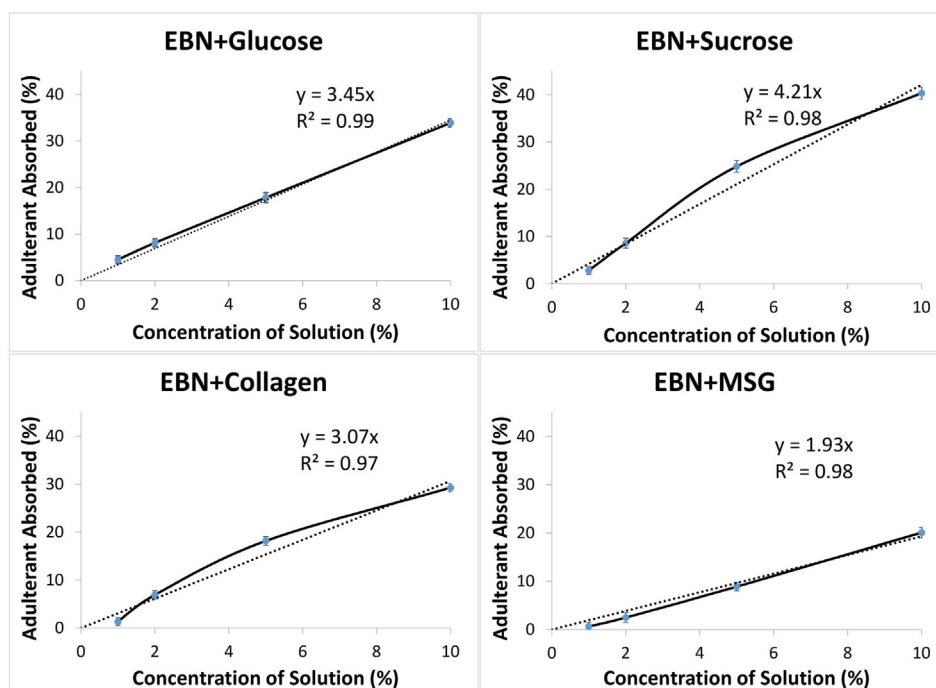 EBN+Glucose
y = 3.45x
R² = 0.99
Adulterant Absorbed (%)
40
30
20
10
0
0 2 4 6 8 10
Concentration of Solution (%)
EBN+Sucrose
y = 4.21x
R² = 0.98
Adulterant Absorbed (%)
40
30
20
10
0
0 2 4 6 8 10
Concentration of Solution (%)
EBN+Collagen
y = 3.07x
R² = 0.97
Adulterant Absorbed (%)
40
30
20
10
0
0 2 4 6 8 10
Concentration of Solution (%)
EBN+MSG
y = 1.93x
R² = 0.98
Adulterant Absorbed (%)
40
30
20
10
0
0 2 4 6 8 10
Concentration of Solution (%)